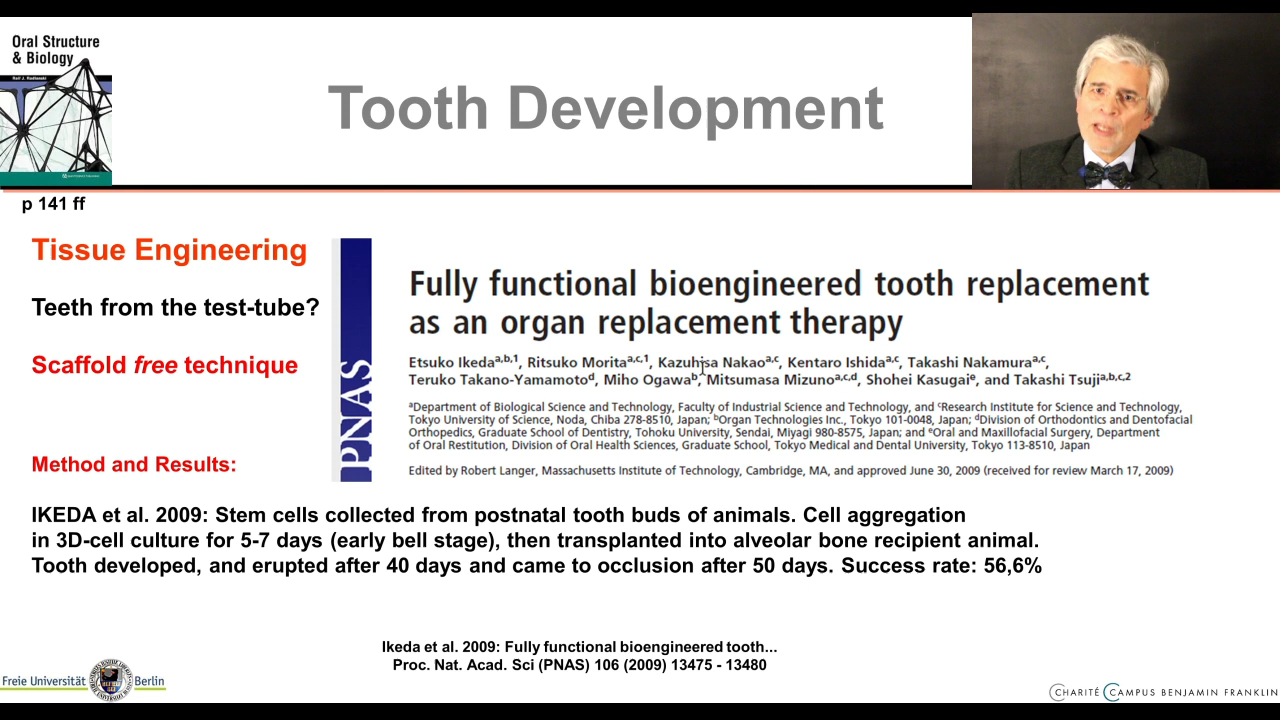 Oral Structure
& Biology
Ralf J. Radlanski
Tooth Development
p 141 ff
Tissue Engineering
Teeth from the test-tube?
Scaffold free technique
PNAS
Fully functional bioengineered tooth replacement
as an organ replacement therapy
Etsuko Ikedaa,b,1, Ritsuko Moritaa,c,1, Kazuhisa Nakaoa,c, Kentaro Ishidaa,c, Takashi Nakamuraa,c,
Teruko Takano-Yamamotod, Miho Ogawab, Mitsumasa Mizunoa,c,d, Shohei Kasugaie, and Takashi Tsujia,b,c,2
aDepartment of Biological Science and Technology, Faculty of Industrial Science and Technology, and cResearch Institute for Science and Technology,
Tokyo University of Science, Noda, Chiba 278-8510, Japan; bOrgan Technologies Inc., Tokyo 101-0048, Japan; dDivision of Orthodontics and Dentofacial
Orthopedics, Graduate School of Dentistry, Tohoku University, Sendai, Miyagi 980-8575, Japan; and eOral and Maxillofacial Surgery, Department
of Oral Restitution, Division of Oral Health Sciences, Graduate School, Tokyo Medical and Dental University, Tokyo 113-8510, Japan
Edited by Robert Langer, Massachusetts Institute of Technology, Cambridge, MA, and approved June 30, 2009 (received for review March 17, 2009)
Method and Results:
IKEDA et al. 2009: Stem cells collected from postnatal tooth buds of animals. Cell aggregation
in 3D-cell culture for 5-7 days (early bell stage), then transplanted into alveolar bone recipient animal.
Tooth developed, and erupted after 40 days and came to occlusion after 50 days. Success rate: 56,6%
Ikeda et al. 2009: Fully functional bioengineered tooth...
Proc. Nat. Acad. Sci (PNAS) 106 (2009) 13475 - 13480
Freie Universität Berlin
CHARITÉ CAMPUS BENJAMIN FRANKLIN